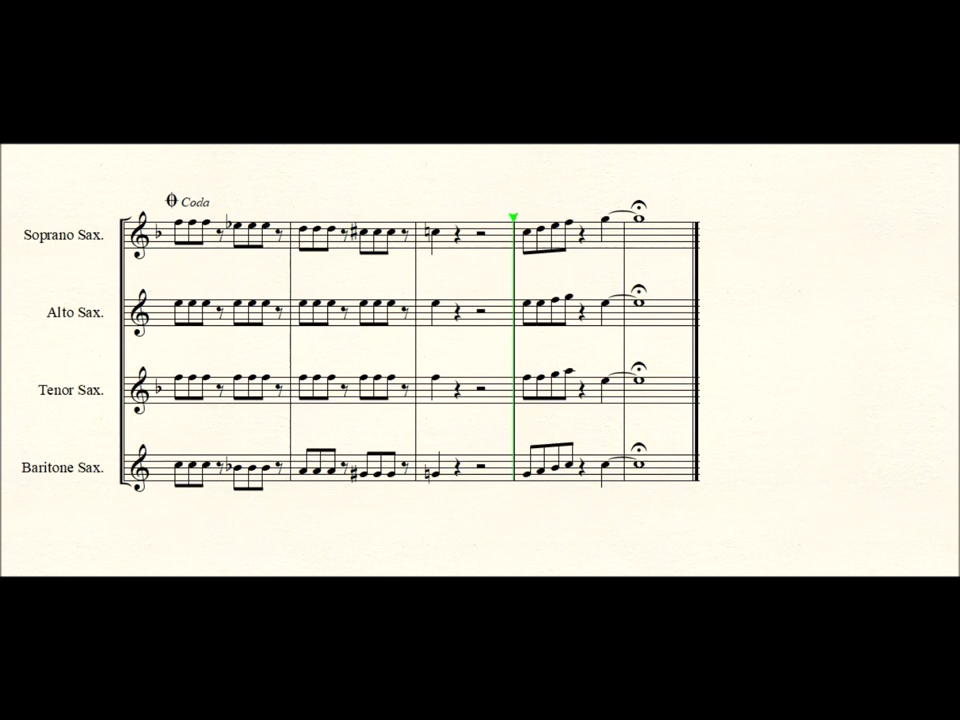 Coda
Soprano Sax.
Alto Sax.
Tenor Sax.
Baritone Sax.